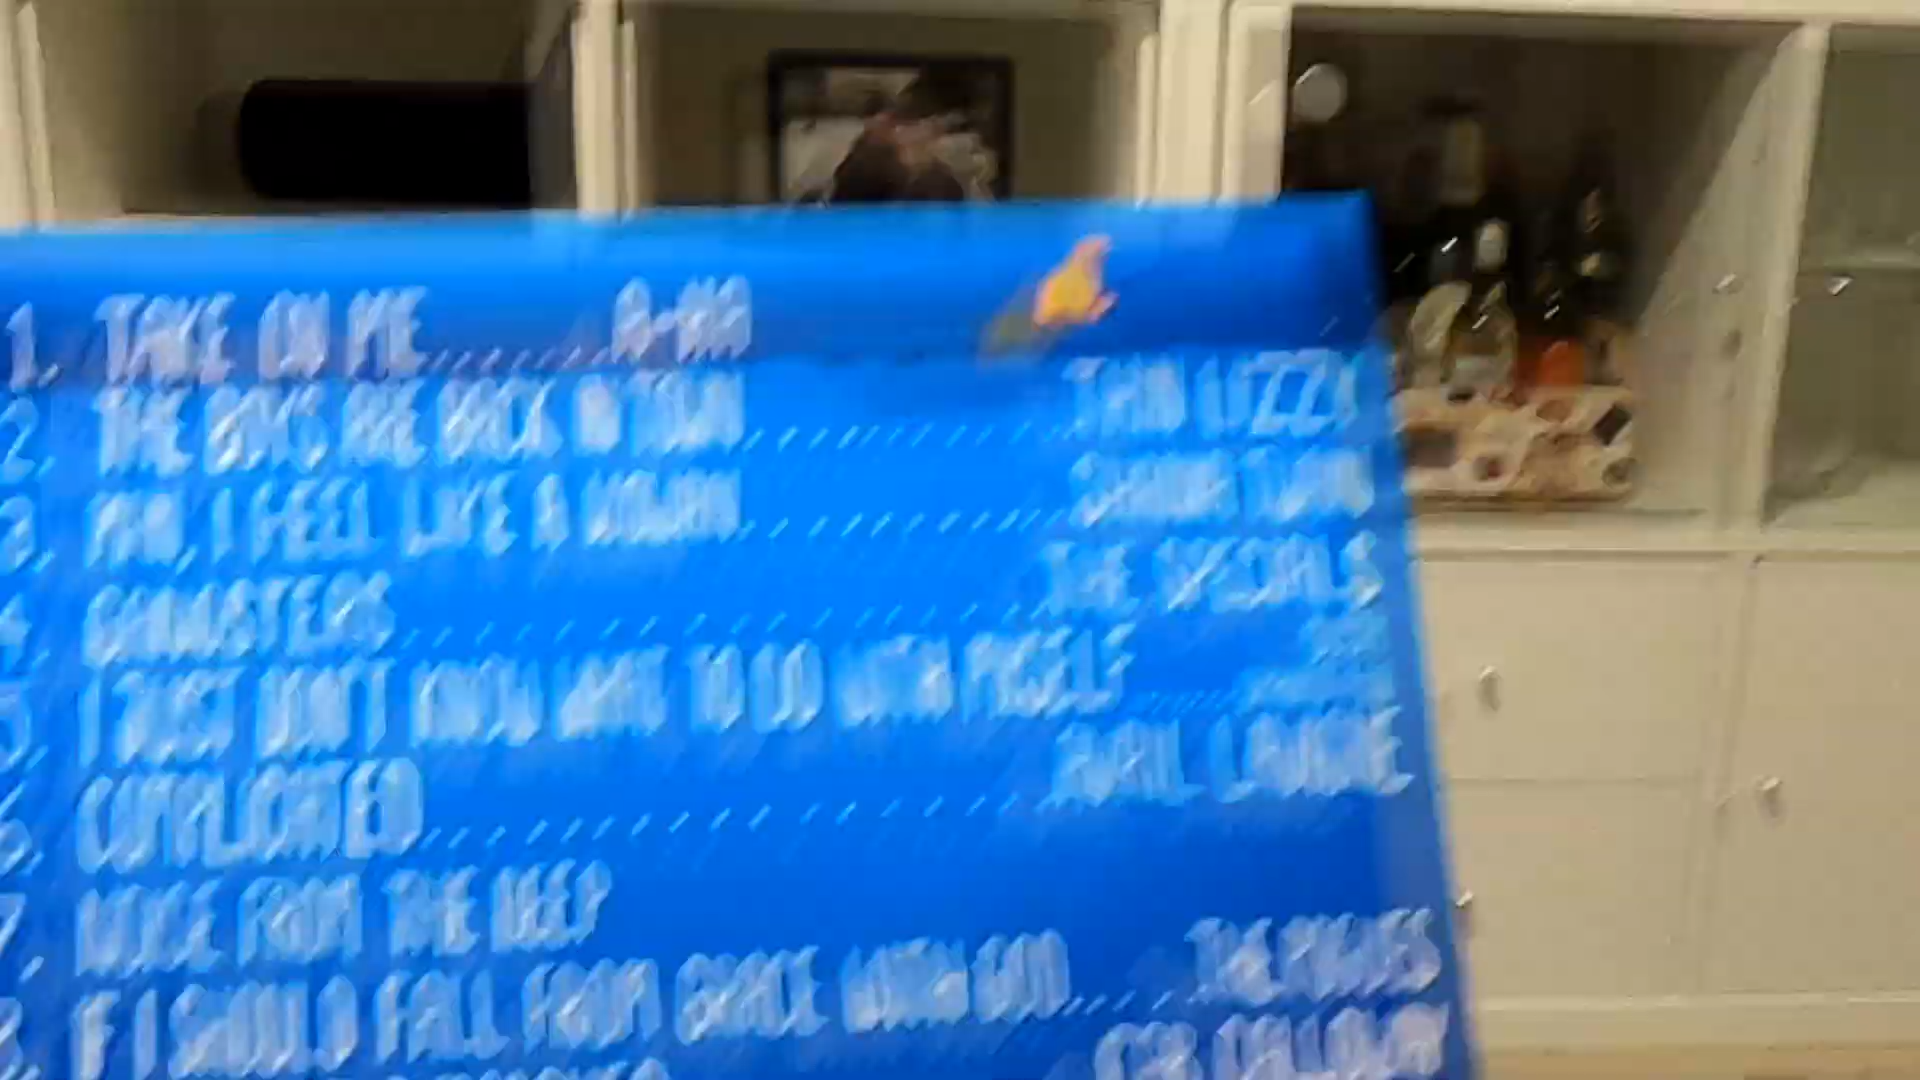 1. TAKE ON ME........A-HA
2. THE BOYS ARE BACK IN TOWN............THIN LIZZY
3. MAN, I FEEL LIKE A WOMAN............SHANIA TWAIN
4. GANGSTERS................THE SPECIALS
5. I JUST DON'T KNOW WHAT TO DO WITH MYSELF
6. COMPLICATED................AVRIL LAVIGNE
7. VOICE FROM THE DEEP
8. IF I SHOULD FALL FROM GRACE WITH GOD......THE POGUES
CAB CALLOWAY